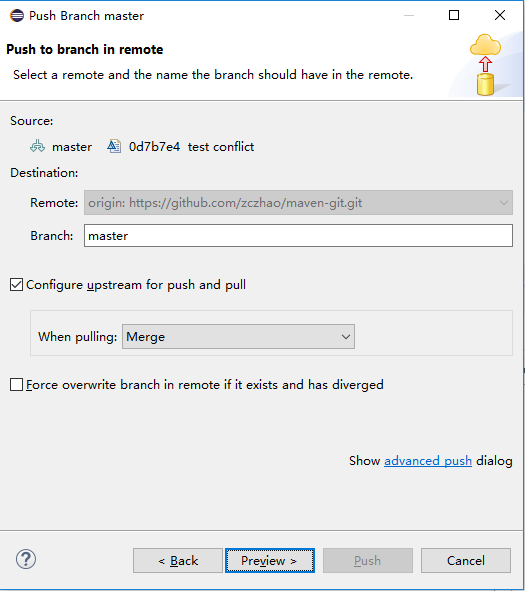 Push Branch master
Push to branch in remote
Select a remote and the name the branch should have in the remote.
Source:
master 0d7b7e4 test conflict
Destination:
Remote: origin: https://github.com/zczhao/maven-git.git
Branch: master
Configure upstream for push and pull
When pulling: Merge
Force overwrite branch in remote if it exists and has diverged
Show advanced push dialog
? < Back Preview > Push Cancel